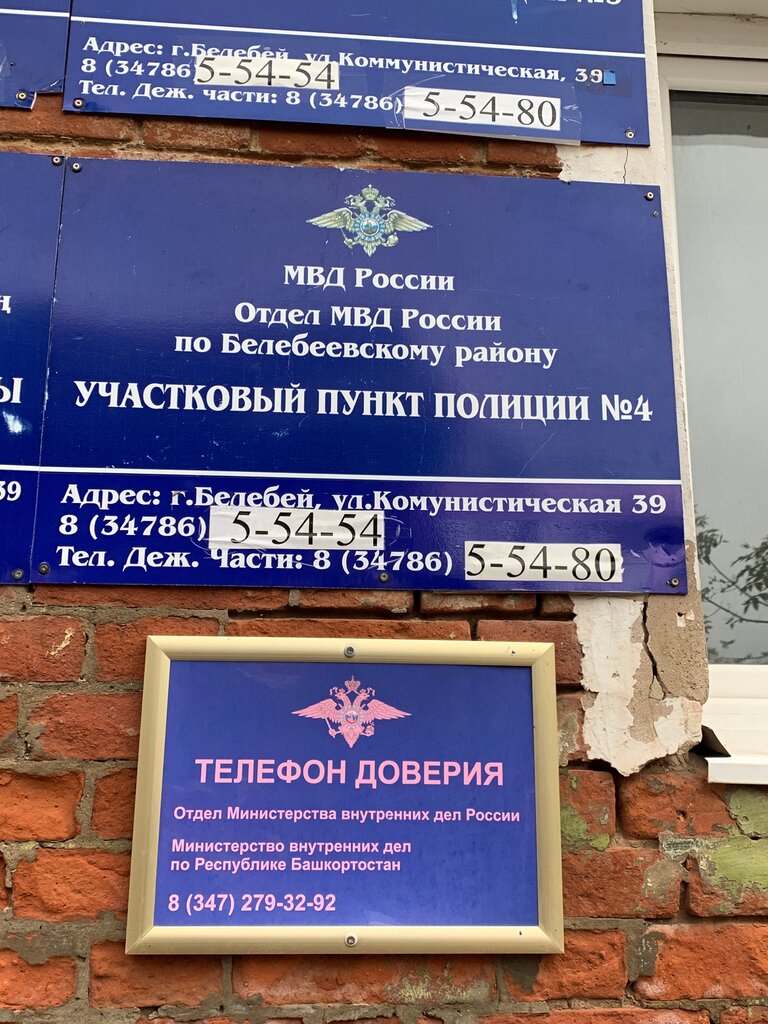 Адрес: г.Белебей, ул.Коммунистическая, 39
8 (34786) 5-54-54
Тел. Деж. части: 8 (34786) 5-54-80
МВД России
Отдел МВД России
по Белебеевскому району
УЧАСТКОВЫЙ ПУНКТ ПОЛИЦИИ №4
39
Адрес: г.Белебей, ул.Комунистическая 39
8 (34786) 5-54-54
Тел. Деж. Части: 8 (34786) 5-54-80
ТЕЛЕФОН ДОВЕРИЯ
Отдел Министерства внутренних дел России
Министерство внутренних дел
по Республике Башкортостан
8 (347) 279-32-92